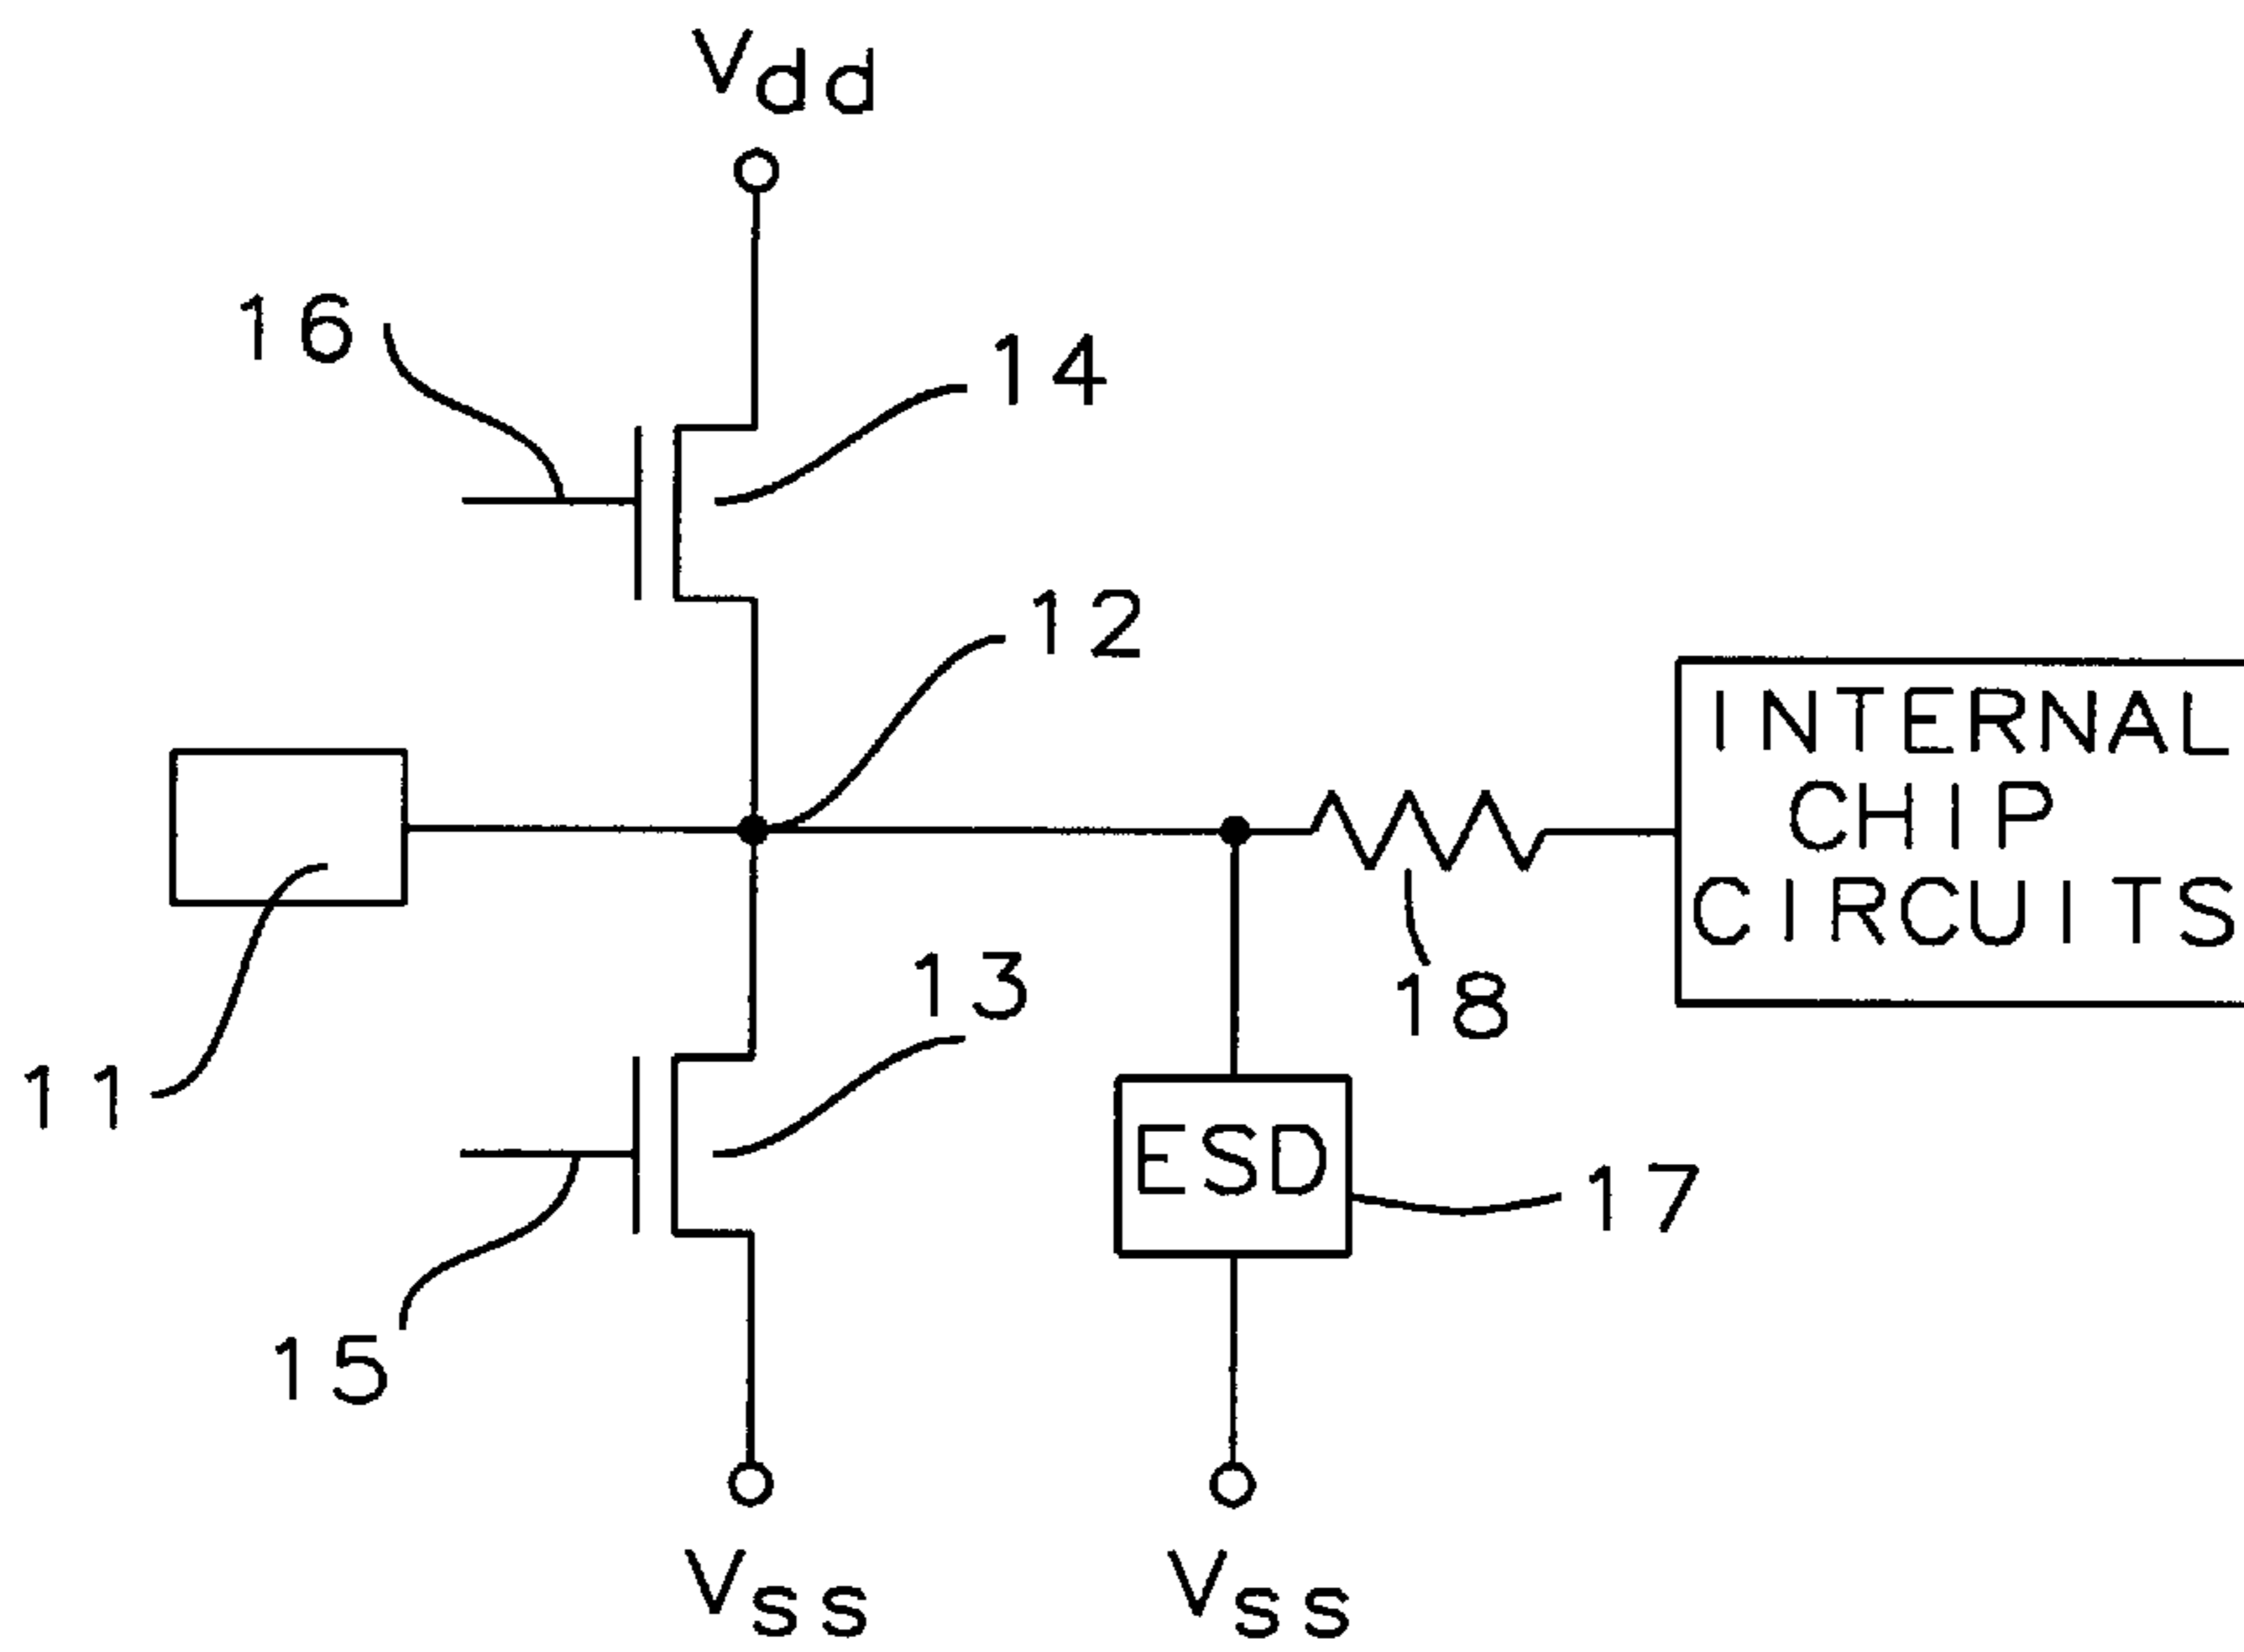 Vdd
16
14
12
INTERNAL
CHIP
CIRCUITS
13
18
11
ESD
17
15
Vss
Vss